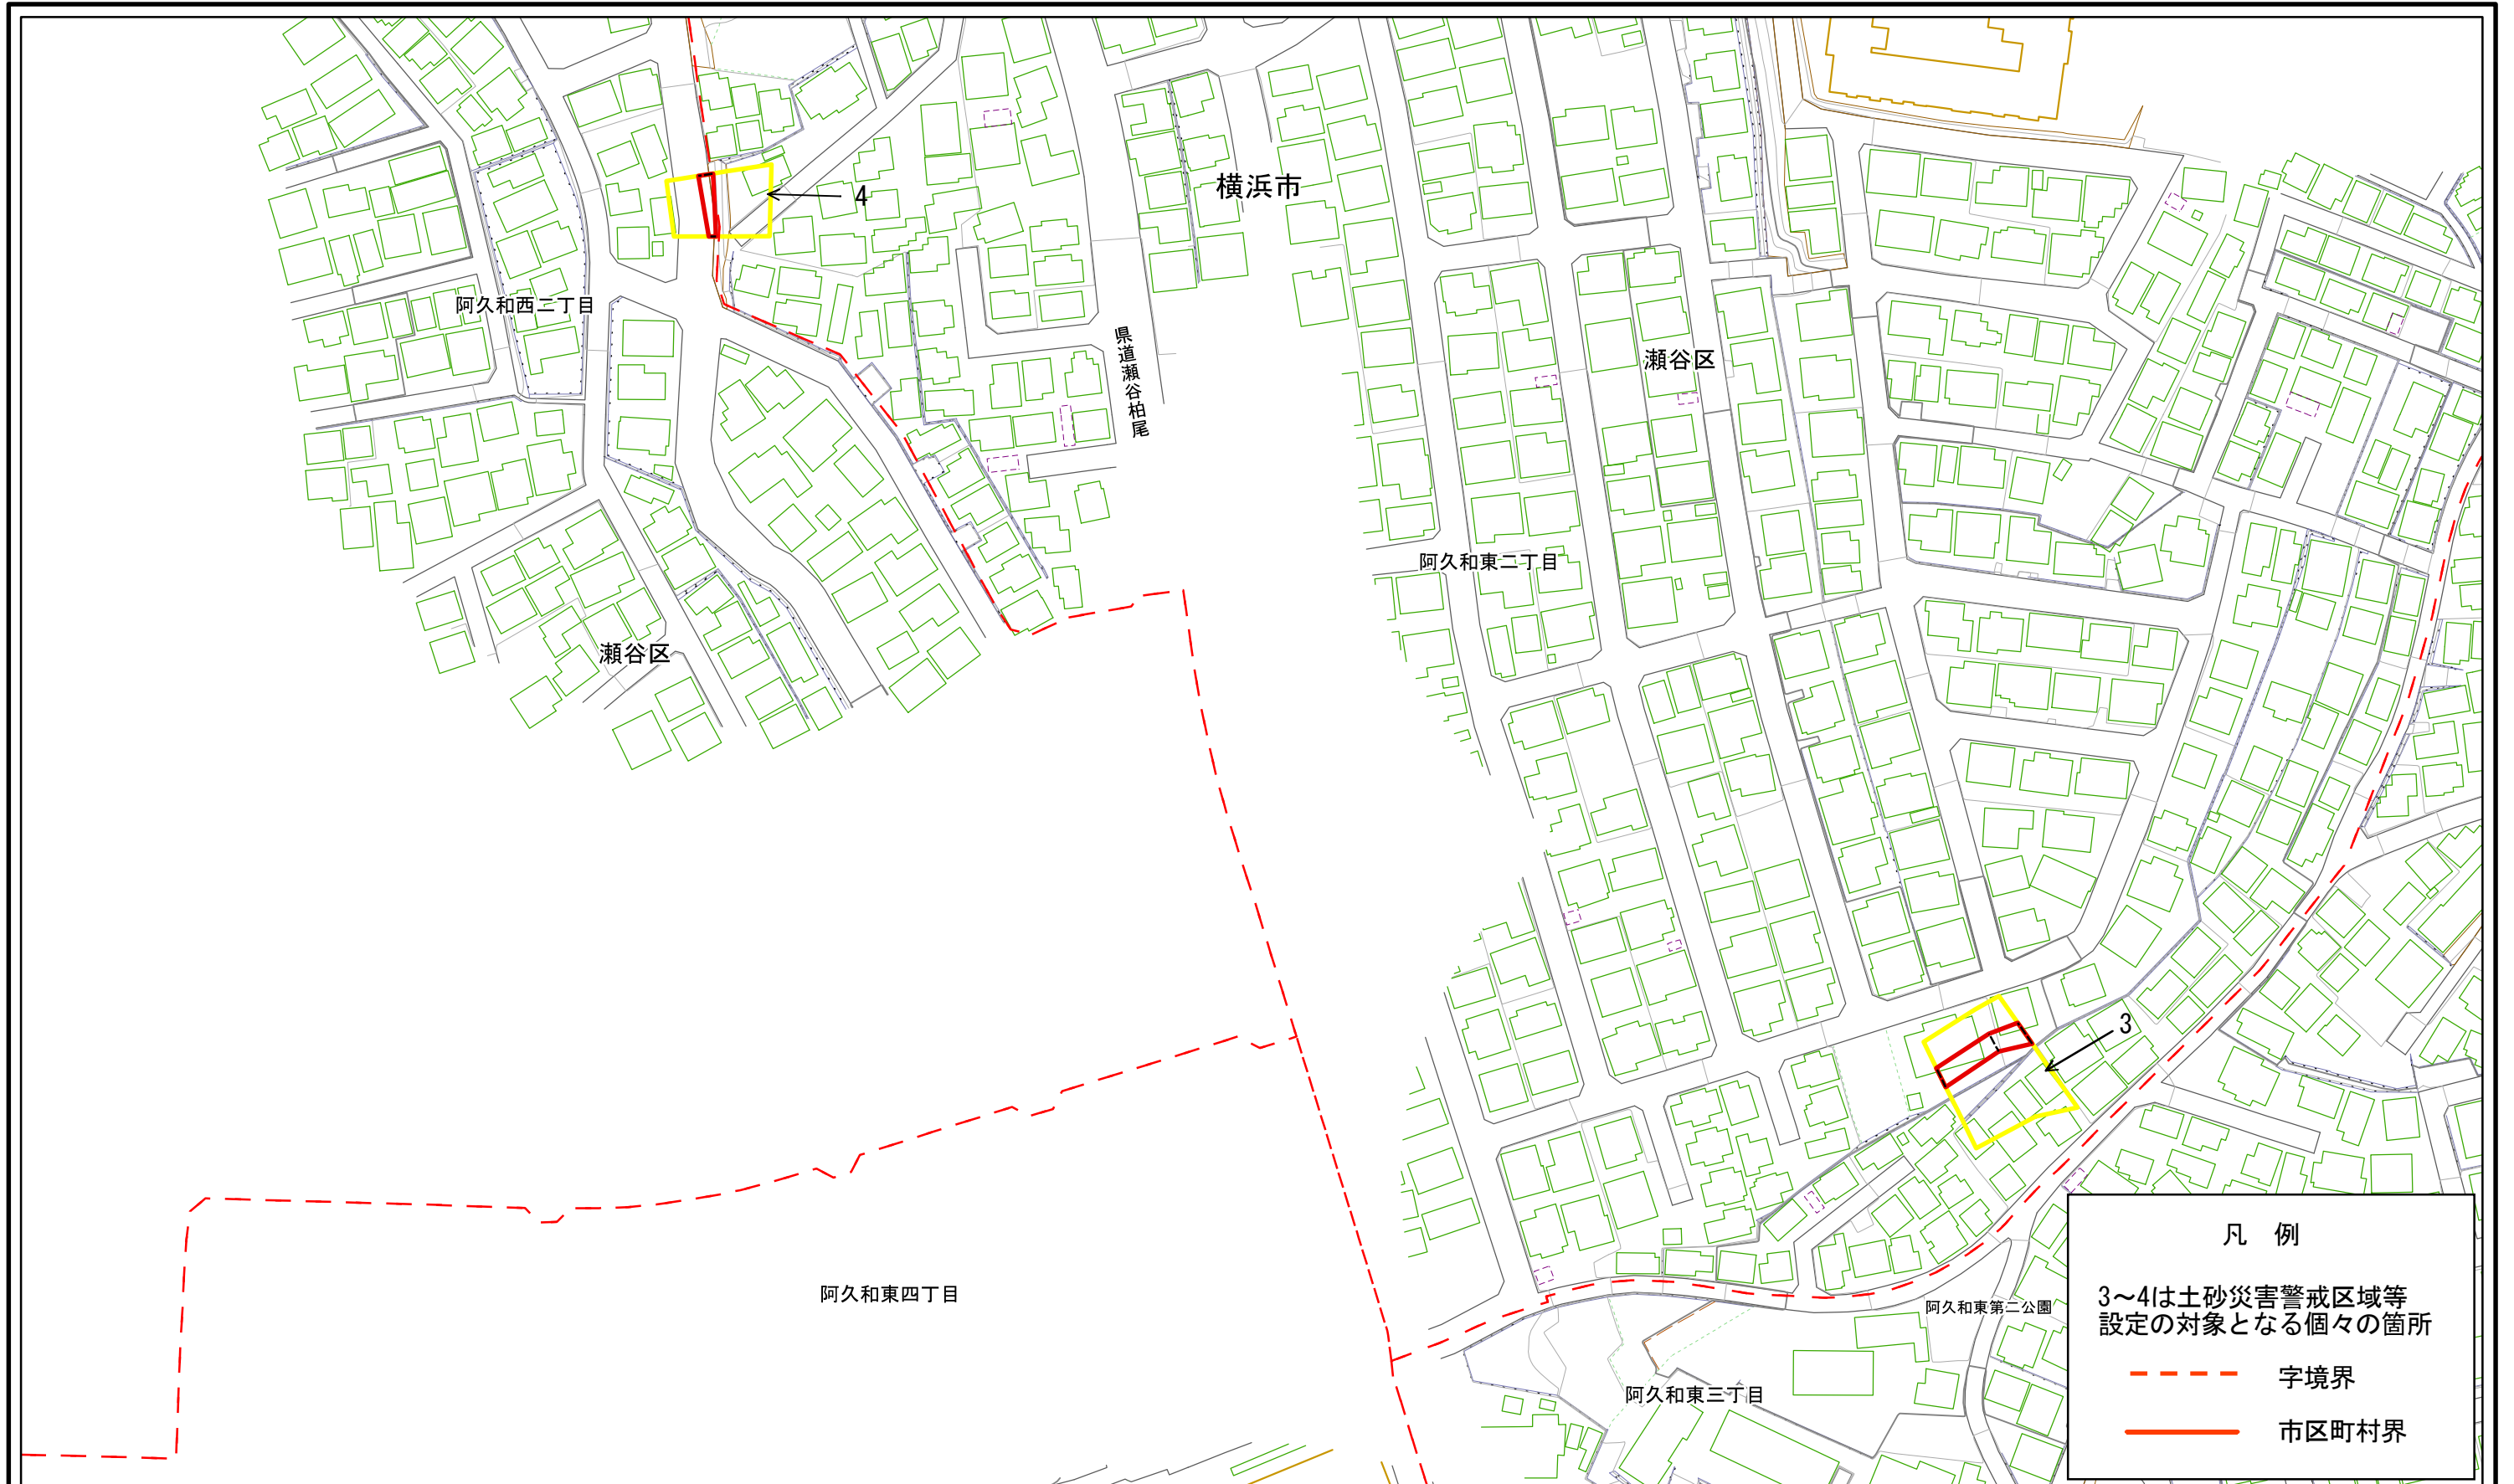 横浜市
4
阿久和西二丁目
県道瀬谷柏尾
瀬谷区
阿久和東二丁目
瀬谷区
3
阿久和東四丁目
阿久和東第二公園
阿久和東三丁目
凡 例
3～4は土砂災害警戒区域等
設定の対象となる個々の箇所
字境界
市区町村界